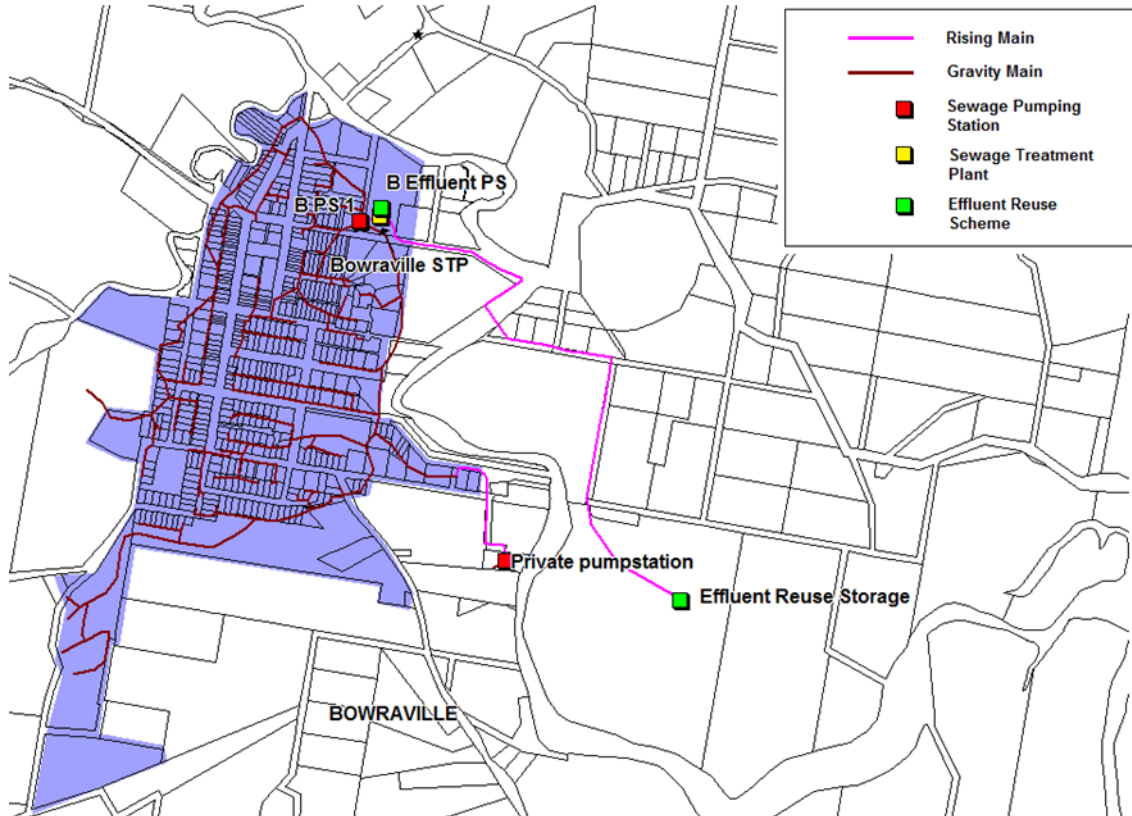 Rising Main
Gravity Main
Sewage Pumping
Station
Sewage Treatment
Plant
Effluent Reuse
Scheme
B Effluent PS
B PS 1
Bowraville STP
Private pumpstation
Effluent Reuse Storage
BOWRAVILLE